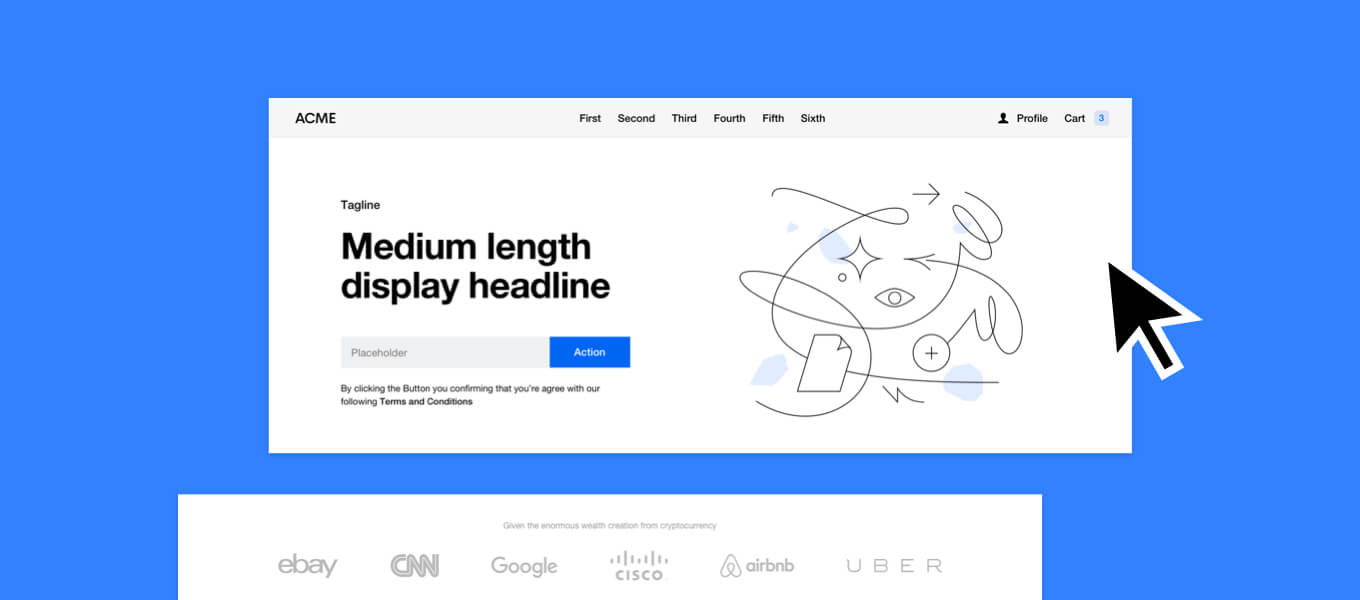 ACME
First Second Third Fourth Fifth Sixth
Profile Cart 3
Tagline
Medium length
display headline
Placeholder
Action
By clicking the Button you confirming that you're agree with our
following Terms and Conditions
Given the enormous wealth creation from cryptocurrency
ebay CNN Google CISCO airbnb UBER